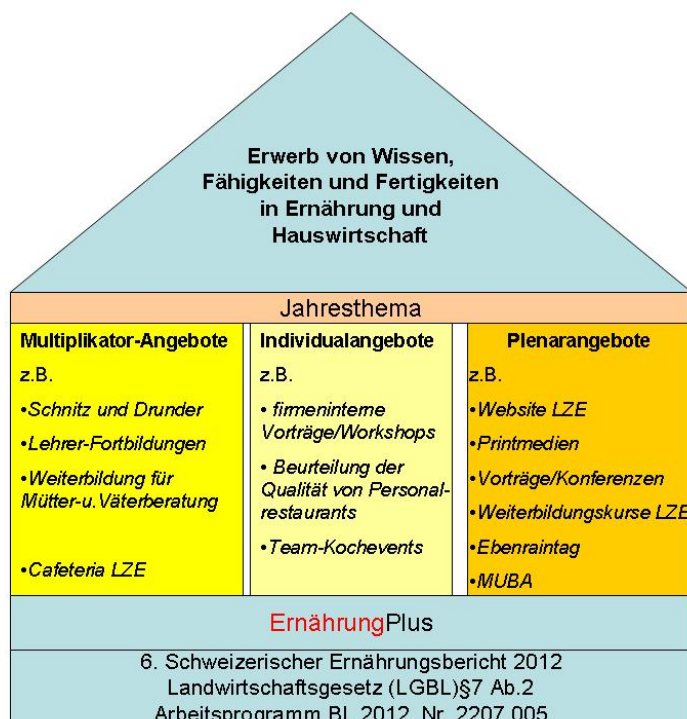 Erwerb von Wissen,
Fähigkeiten und Fertigkeiten
in Ernährung und
Hauswirtschaft
Jahresthema
Multiplikator-Angebote
z.B.
•Schnitz und Drunder
•Lehrer-Fortbildungen
•Weiterbildung für
Mütter-u.Väterberatung
•Cafeteria LZE
Individualangebote
z.B.
• firmeninterne
Vorträge/Workshops
• Beurteilung der
Qualität von Personal-
restaurants
•Team-Kochevents
Plenarangebote
z.B.
•Website LZE
•Printmedien
•Vorträge/Konferenzen
•Weiterbildungskurse LZE
•Ebenraintag
•MUBA
ErnährungPlus
6. Schweizerischer Ernährungsbericht 2012
Landwirtschaftsgesetz (LGBL)§7 Ab.2
Arbeitsprogramm BL 2012, Nr. 2207.005